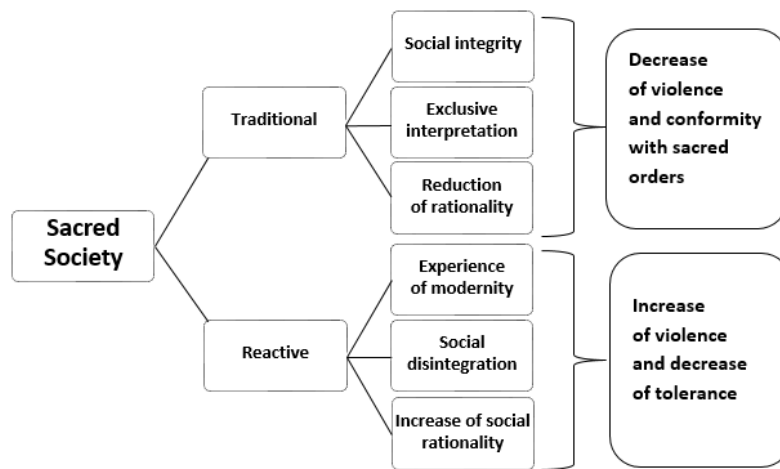 Sacred
Society
Traditional
Social integrity
Exclusive
interpretation
Reduction
of rationality
Decrease
of violence
and conformity
with sacred
orders
Reactive
Experience
of modernity
Social
disintegration
Increase of social
rationality
Increase
of violence
and decrease
of tolerance